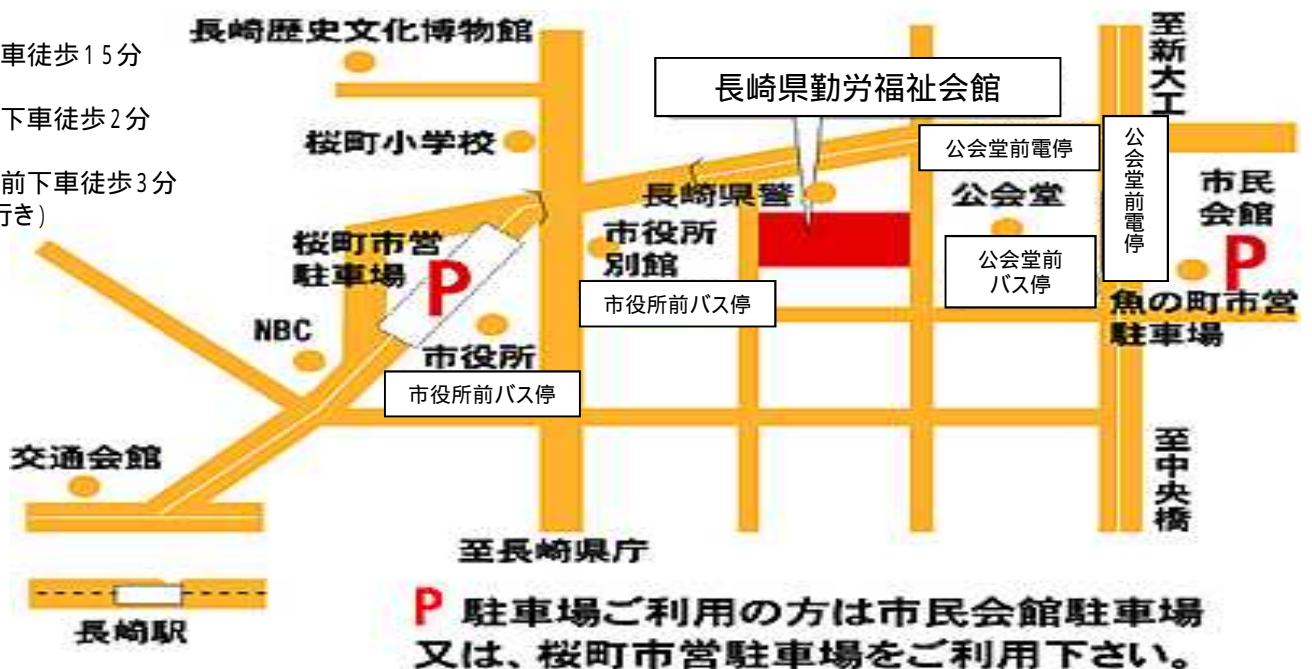 車徒歩15分
下車徒歩2分
前下車徒歩3分
行き)
長崎歴史文化博物館
至新大工
長崎県勤労福祉会館
桜町小学校
公会堂前電停
公会堂前電停
長崎県警
公会堂
市民
会館
P
桜町市営
駐車場
P
市役所
別館
公会堂前
バス停
市役所前バス停
魚の町市営
駐車場
NBC
市役所
市役所前バス停
交通会館
至中央橋
至長崎県庁
長崎駅
P 駐車場ご利用の方は市民会館駐車場
又は、桜町市営駐車場をご利用下さい。